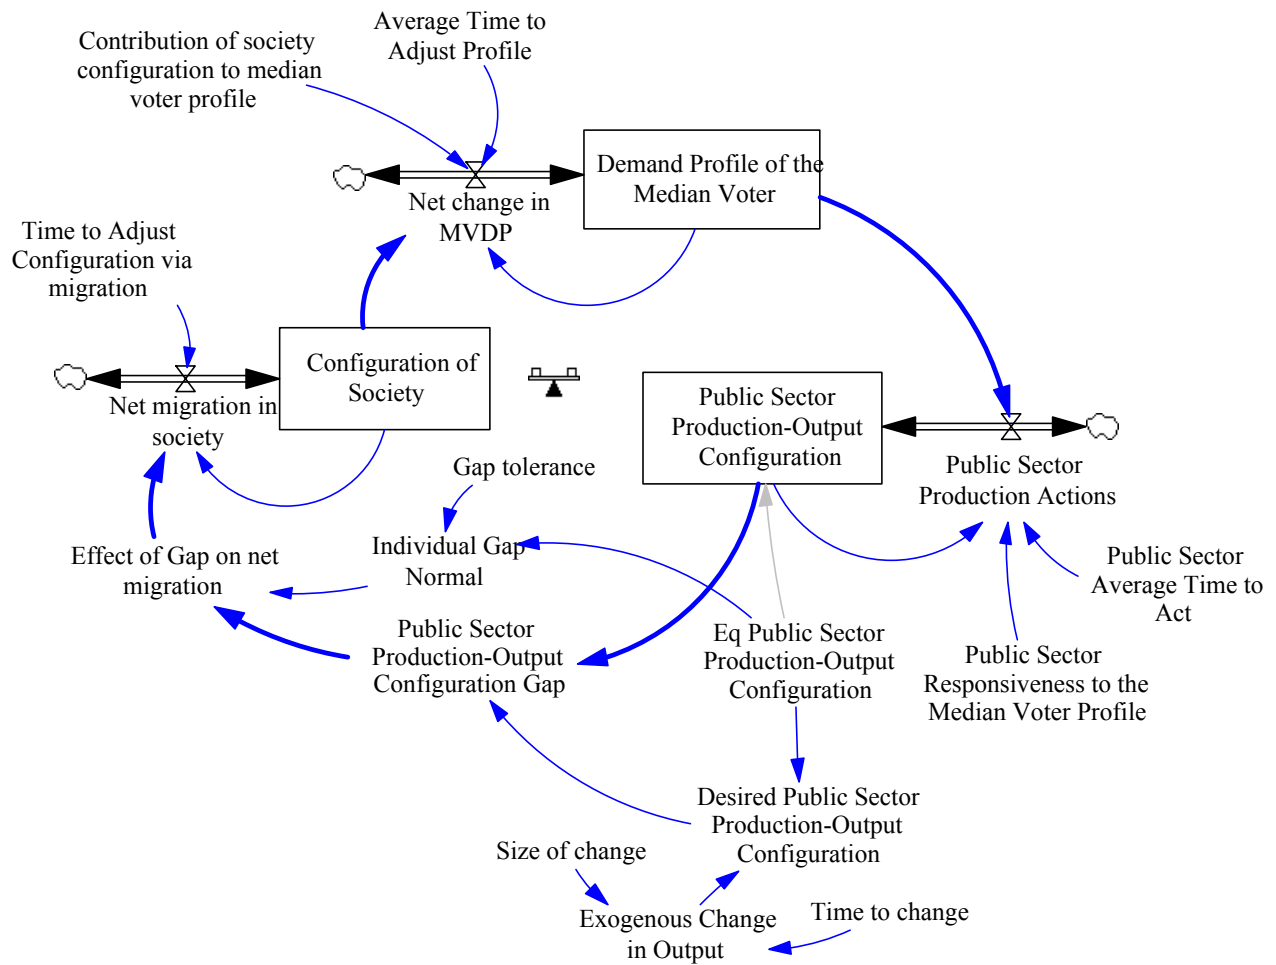 Average Time to
Adjust Profile
Contribution of society
configuration to median
voter profile
Demand Profile of the
Median Voter
Net change in
MVDP
Time to Adjust
Configuration via
migration
Configuration of
Society
Net migration in
society
Public Sector
Production-Output
Configuration
Public Sector
Production Actions
Gap tolerance
Individual Gap
Normal
Effect of Gap on net
migration
Public Sector
Average Time to
Act
Public Sector
Production-Output
Configuration Gap
Eq Public Sector
Production-Output
Configuration
Public Sector
Responsiveness to the
Median Voter Profile
Desired Public Sector
Production-Output
Configuration
Size of change
Exogenous Change
in Output
Time to change